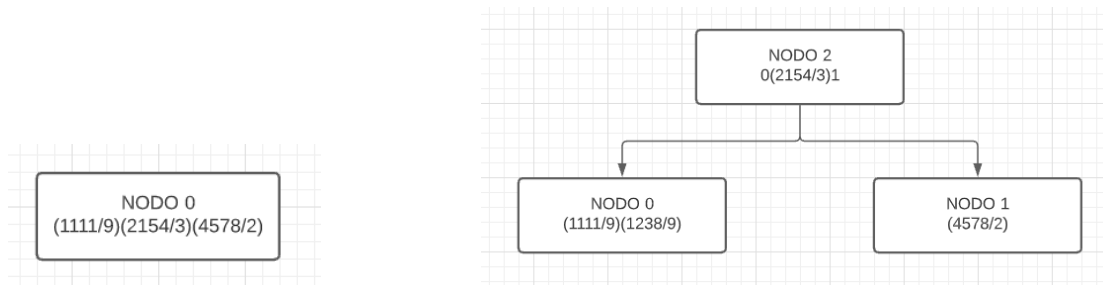 NODO 0
(1111/9)(2154/3)(4578/2)
NODO 2
0(2154/3)1
NODO 0
(1111/9)(1238/9)
NODO 1
(4578/2)